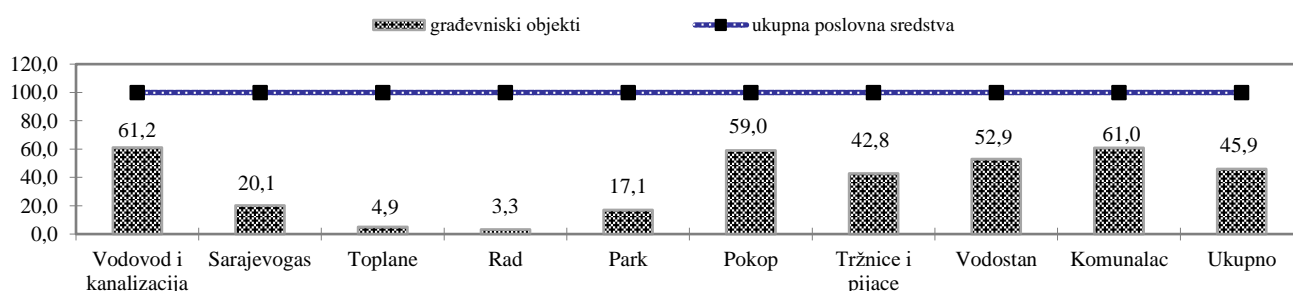 građevniski objekti ukupna poslovna sredstva
120,0
100,0
80,0
60,0
40,0
20,0
0,0
61,2
20,1
4,9
3,3
17,1
59,0
42,8
52,9
61,0
45,9
Vodovod i
kanalizacija
Sarajevogas
Toplane
Rad
Park
Pokop
Tržnice i
pijace
Vodostan
Komunalac
Ukupno